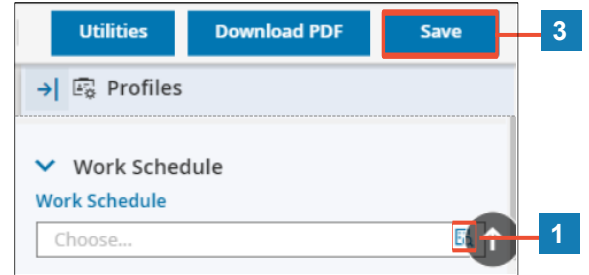 Utilities Download PDF Save 3
Profiles
Work Schedule
Work Schedule
Choose... 1